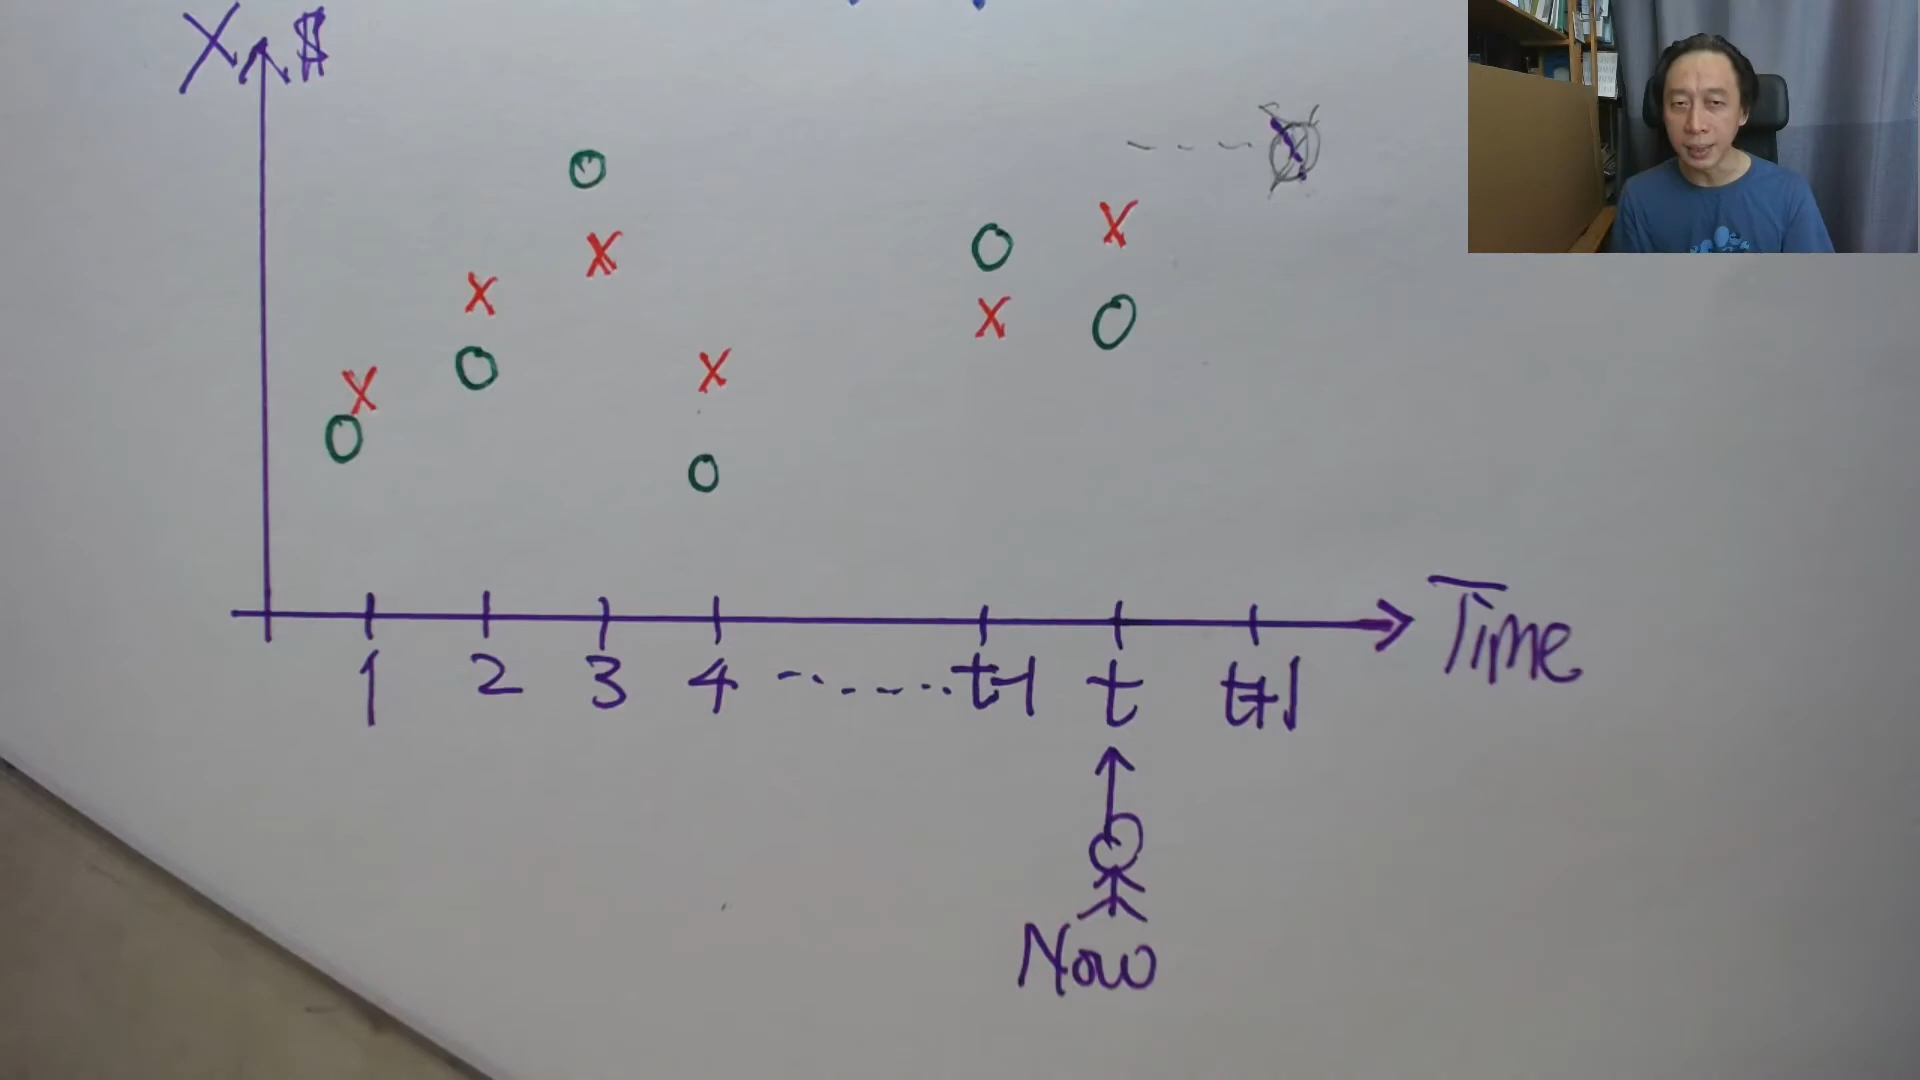 X, $
1 2 3 4 ........ t-1 t t+1
Time
Now